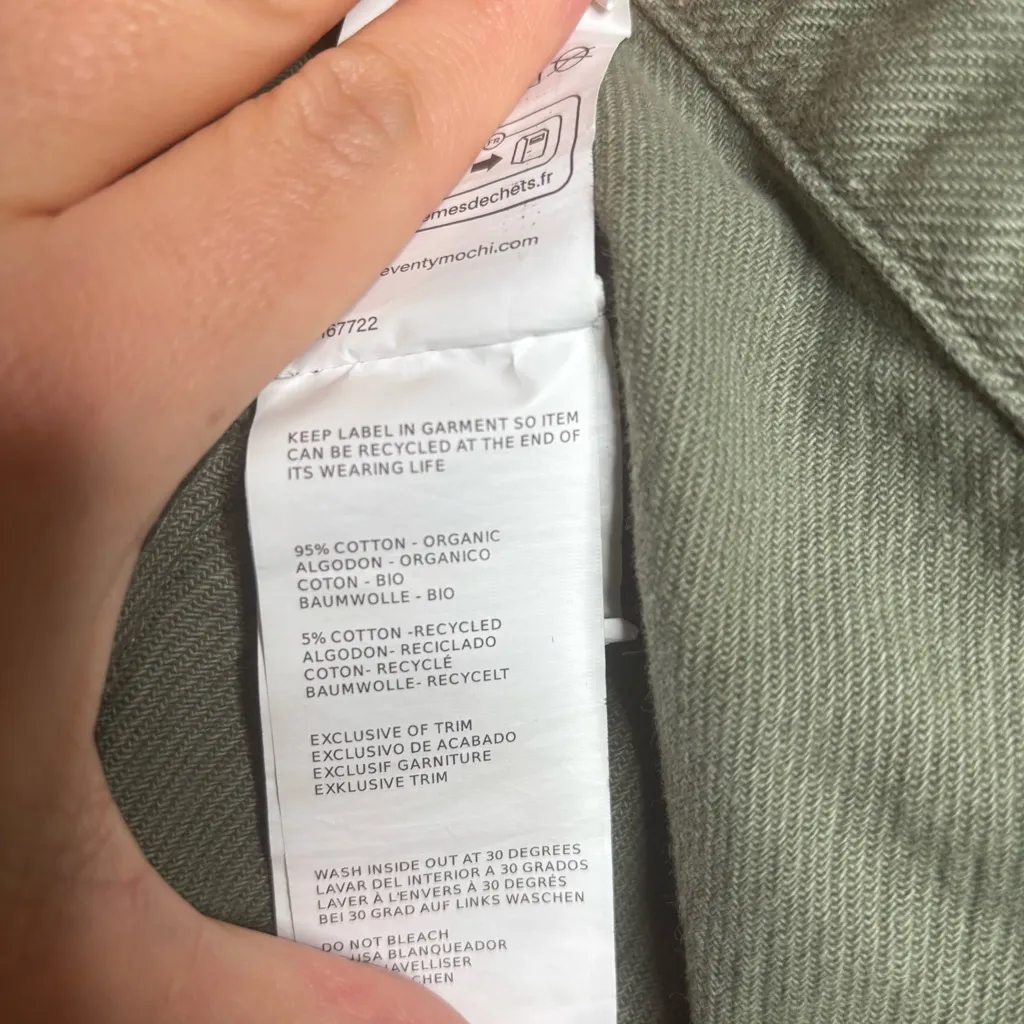 FR
eventymochi.com
67722
KEEP LABEL IN GARMENT SO ITEM
CAN BE RECYCLED AT THE END OF
ITS WEARING LIFE
95% COTTON - ORGANIC
ALGODON - ORGANICO
COTON - BIO
BAUMWOLLE - BIO
5% COTTON -RECYCLED
ALGODON- RECICLADO
COTON- RECYCLÉ
BAUMWOLLE- RECYCELT
EXCLUSIVE OF TRIM
EXCLUSIVO DE ACABADO
EXCLUSIF GARNITURE
EXKLUSIVE TRIM
WASH INSIDE OUT AT 30 DEGREES
LAVAR DEL INTERIOR A 30 GRADOS
LAVER À L'ENVERS À 30 DEGRÉS
BEI 30 GRAD AUF LINKS WASCHEN
DO NOT BLEACH
USA BLANQUEADOR
AVELLISER
CHEN